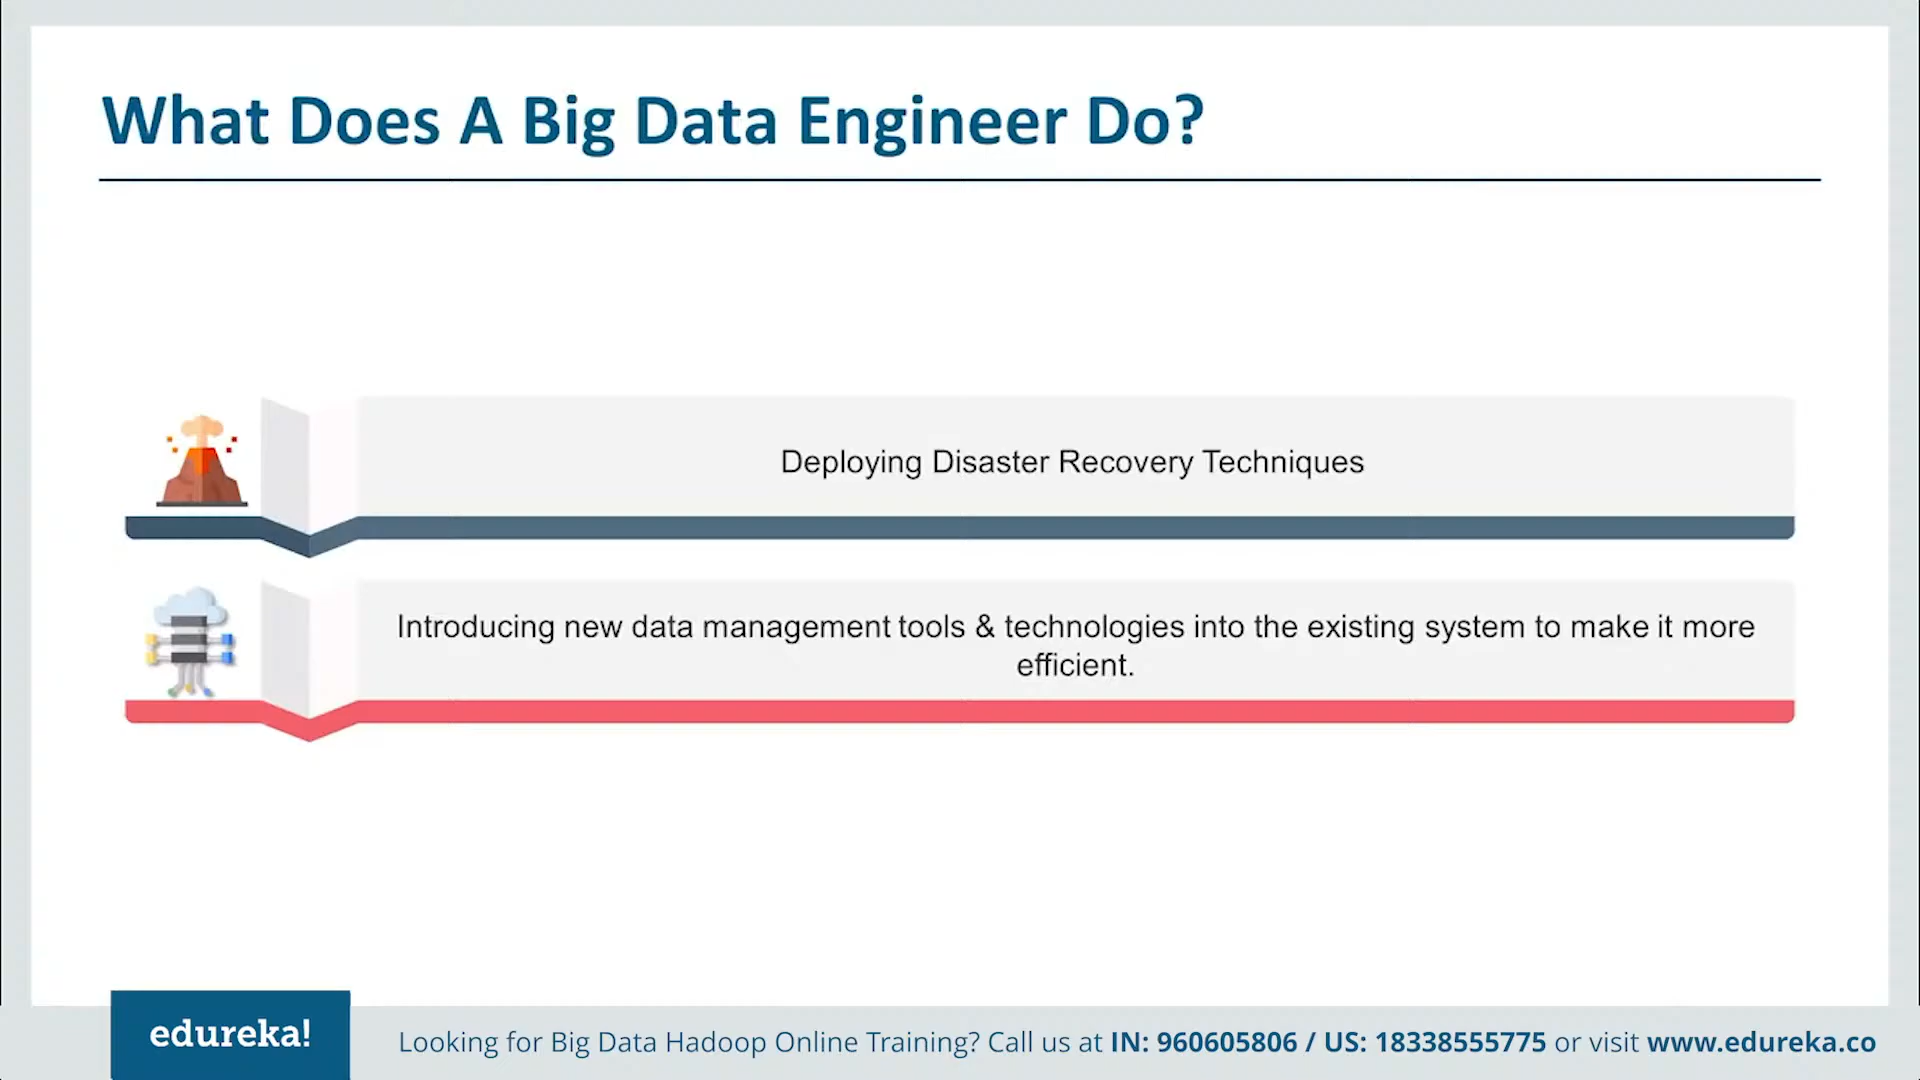 What Does A Big Data Engineer Do?
Deploying Disaster Recovery Techniques
Introducing new data management tools & technologies into the existing system to make it more
efficient.
edureka!
Looking for Big Data Hadoop Online Training? Call us at IN: 960605806 / US: 18338555775 or visit www.edureka.co